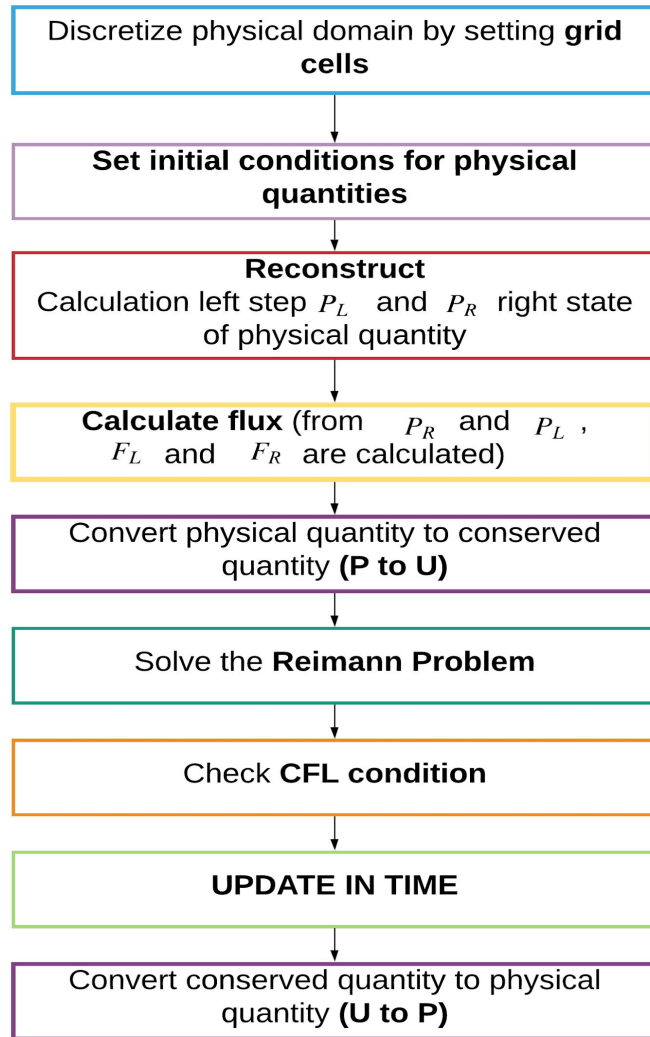 Discretize physical domain by setting grid
cells
Set initial conditions for physical
quantities
Reconstruct
Calculation left step P_L and P_R right state
of physical quantity
Calculate flux (from P_R and P_L ,
F_L and F_R are calculated)
Convert physical quantity to conserved
quantity (P to U)
Solve the Reimann Problem
Check CFL condition
UPDATE IN TIME
Convert conserved quantity to physical
quantity (U to P)